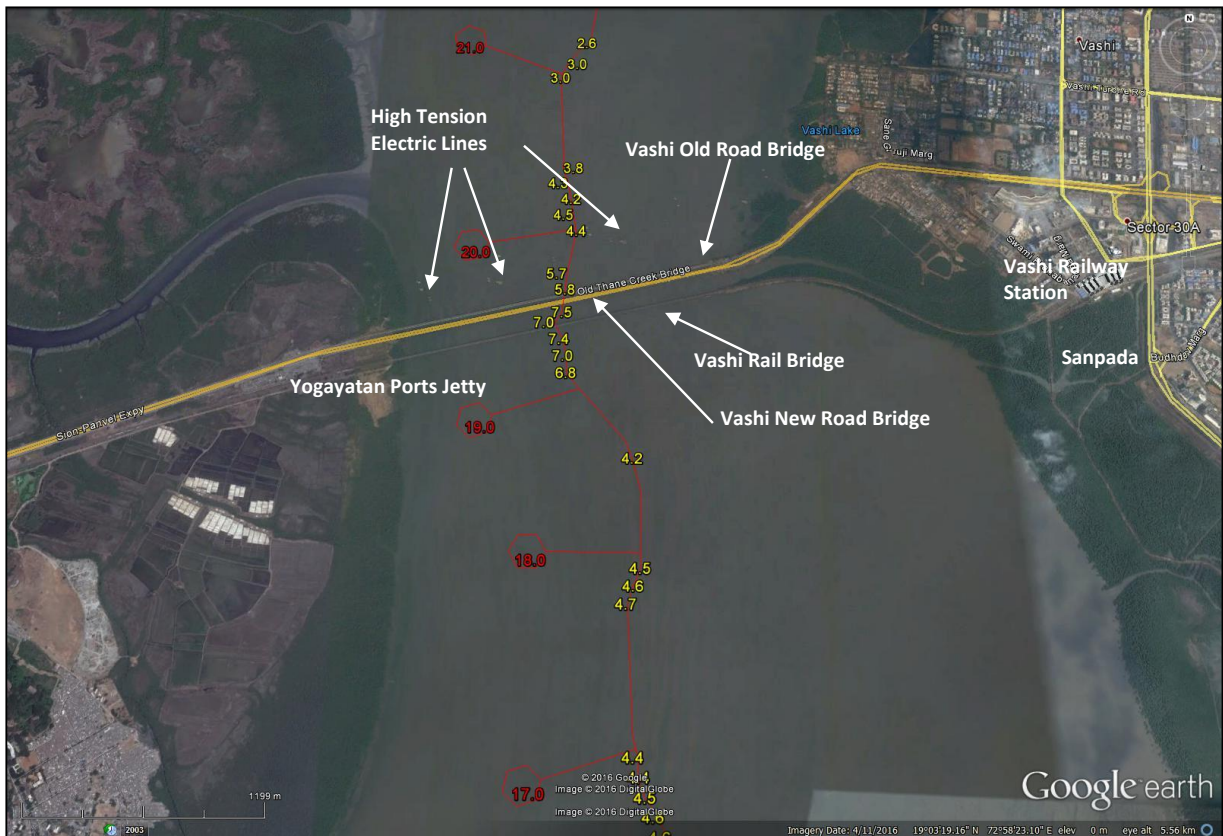 N
2.6
21.0
3.0
3.0
Vashi
High Tension
Electric Lines
Vashi Lake
Vashi Old Road Bridge
3.8
4.2
4.5
4.4
20.0
Sector 30A
5.7
Old Thane Creek Bridge
5.8
Vashi Railway
Station
7.5
7.0
7.4
Vashi Rail Bridge
Sanpada
7.0
6.8
Yogayatan Ports Jetty
Sion-Panvel Expy
19.0
Vashi New Road Bridge
4.2
18.0
4.5
4.6
4.7
4.4
17.0
© 2016 Google
4.5
Image © 2016 DigitalGlobe
Image © 2016 DigitalGlobe
4.6
Google earth
1199 m
2003
Imagery Date: 4/11/2016 19°03'19.16" N 72°58'23.10" E elev 0 m eye alt 5.56 km